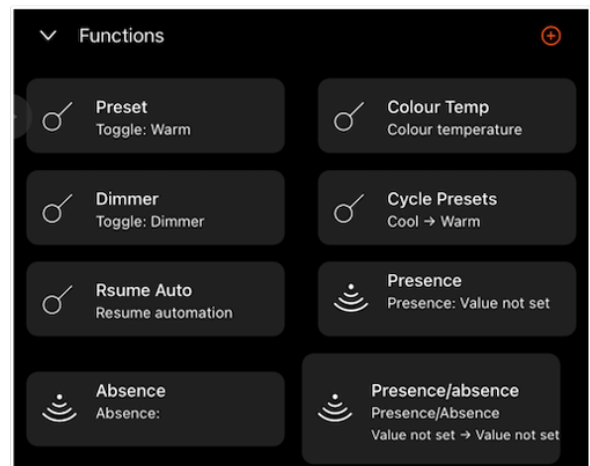 Functions
Preset
Toggle: Warm
Colour Temp
Colour temperature
Dimmer
Toggle: Dimmer
Cycle Presets
Cool → Warm
Rsume Auto
Resume automation
Presence
Presence: Value not set
Absence
Absence:
Presence/absence
Presence/Absence
Value not set → Value not set